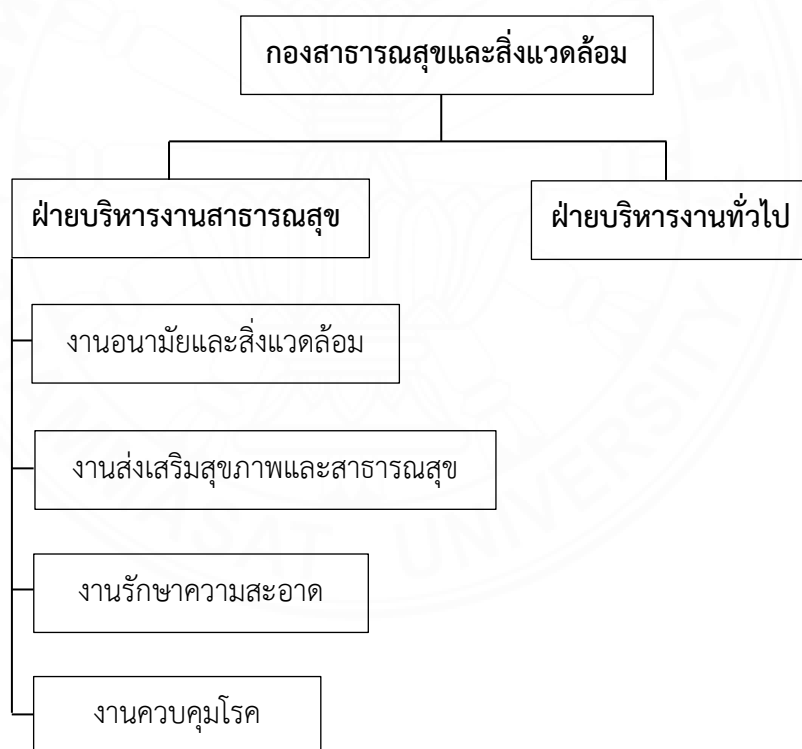 กองสาธารณสุขและสิ่งแวดล้อม
ฝ่ายบริหารงานสาธารณสุข
ฝ่ายบริหารงานทั่วไป
งานอนามัยและสิ่งแวดล้อม
งานส่งเสริมสุขภาพและสาธารณสุข
งานรักษาความสะอาด
งานควบคุมโรค